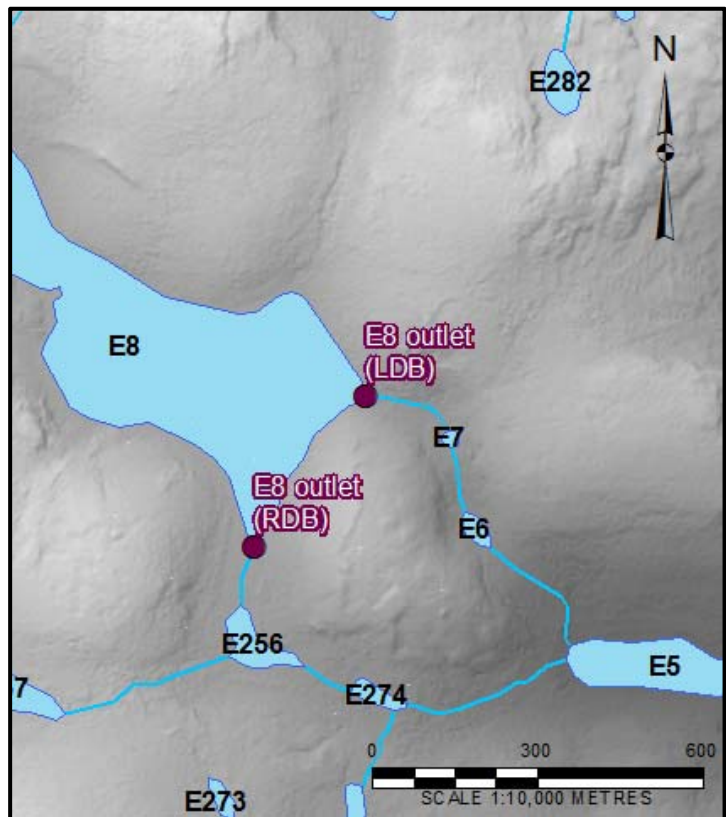 E282
N
E8
E8 outlet
(LDB)
E7
E8 outlet
(RDB)
E6
E256
E5
7
E274
0 300 600
SCALE 1:10,000 METRES
E273